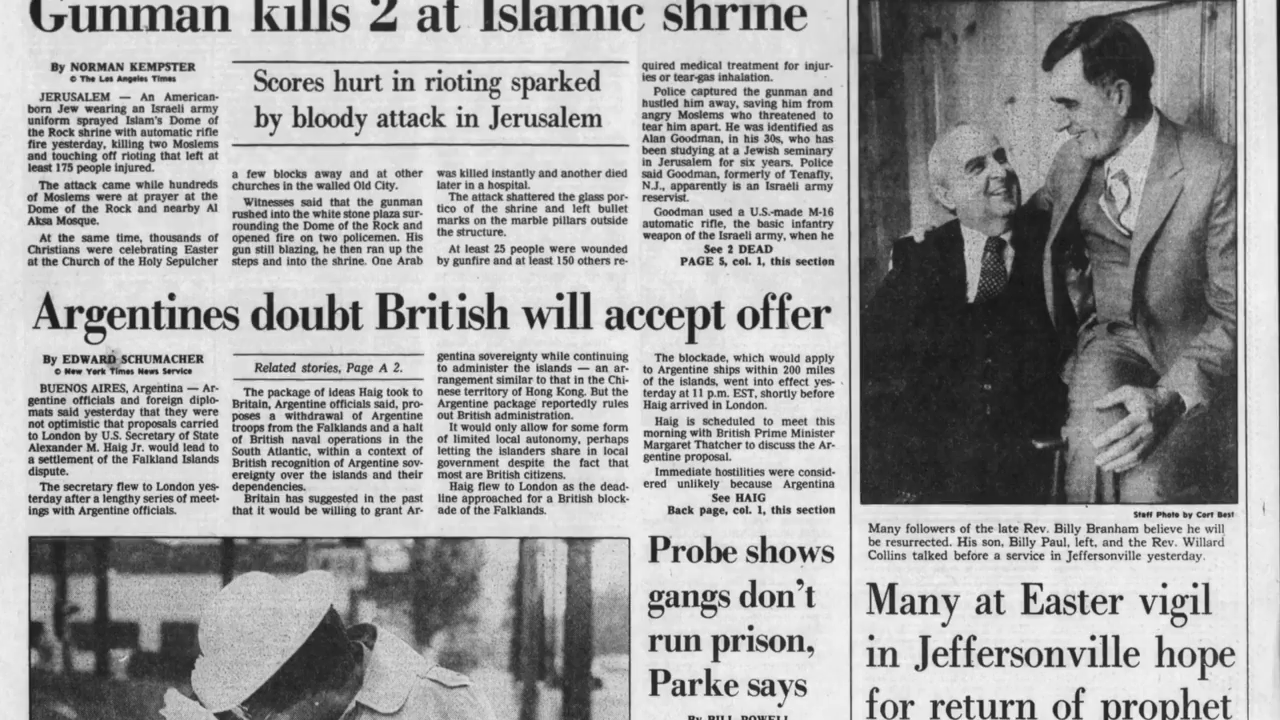 Gunman kills 2 at Islamic shrine
By NORMAN KEMPSTER
© The Los Angeles Times
JERUSALEM — An American-
born Jew wearing an Israeli army
uniform sprayed Islam's Dome of
the Rock shrine with automatic rifle
fire yesterday, killing two Moslems
and touching off rioting that left at
least 175 people injured.
The attack came while hundreds
of Moslems were at prayer at the
Dome of the Rock and nearby Al
Aksa Mosque.
At the same time, thousands of
Christians were celebrating Easter
at the Church of the Holy Sepulcher
Scores hurt in rioting sparked
by bloody attack in Jerusalem
a few blocks away and at other
churches in the walled Old City.
Witnesses said that the gunman
rushed into the white stone plaza sur-
rounding the Dome of the Rock and
opened fire on two policemen. His
gun still blazing, he then ran up the
steps and into the shrine. One Arab
was killed instantly and another died
later in a hospital.
The attack shattered the glass por-
tico of the shrine and left bullet
marks on the marble pillars outside
the structure.
At least 25 people were wounded
by gunfire and at least 150 others re-
quired medical treatment for injur-
ies or tear-gas inhalation.
Police captured the gunman and
hustled him away, saving him from
angry Moslems who threatened to
tear him apart. He was identified as
Alan Goodman, in his 30s, who has
been studying at a Jewish seminary
in Jerusalem for six years. Police
said Goodman, formerly of Tenafly,
N.J., apparently is an Israeli army
reservist.
Goodman used a U.S.-made M-16
automatic rifle, the basic infantry
weapon of the Israeli army, when he
See 2 DEAD
PAGE 5, col. 1, this section
Argentines doubt British will accept offer
By EDWARD SCHUMACHER
© New York Times News Service
BUENOS AIRES, Argentina — Ar-
gentine officials and foreign diplo-
mats said yesterday that they were
not optimistic that proposals carried
to London by U.S. Secretary of State
Alexander M. Haig Jr. would lead to
a settlement of the Falkland Islands
dispute.
The secretary flew to London yes-
terday after a lengthy series of meet-
ings with Argentine officials.
Related stories, Page A 2.
The package of ideas Haig took to
Britain, Argentine officials said, pro-
poses a withdrawal of Argentine
troops from the Falklands and a halt
of British naval operations in the
South Atlantic, within a context of
British recognition of Argentine sov-
ereignty over the islands and their
dependencies.
Britain has suggested in the past
that it would be willing to grant Ar-
gentina sovereignty while continuing
to administer the islands — an ar-
rangement similar to that in the Chi-
nese territory of Hong Kong. But the
Argentine package reportedly rules
out British administration.
It would only allow for some form
of limited local autonomy, perhaps
letting the islanders share in local
government despite the fact that
most are British citizens.
Haig flew to London as the dead-
line approached for a British block-
ade of the Falklands.
The blockade, which would apply
to Argentine ships within 200 miles
of the islands, went into effect yes-
terday at 11 p.m. EST, shortly before
Haig arrived in London.
Haig is scheduled to meet this
morning with British Prime Minister
Margaret Thatcher to discuss the Ar-
gentine proposal.
Immediate hostilities were consid-
ered unlikely because Argentina
See HAIG
Back page, col. 1, this section
Probe shows
gangs don't
run prison,
Parke says
By BILL POWELL
Staff Photo by Cort Best
Many followers of the late Rev. Billy Branham believe he will
be resurrected. His son, Billy Paul, left, and the Rev. Willard
Collins talked before a service in Jeffersonville yesterday.
Many at Easter vigil
in Jeffersonville hope
for return of prophet